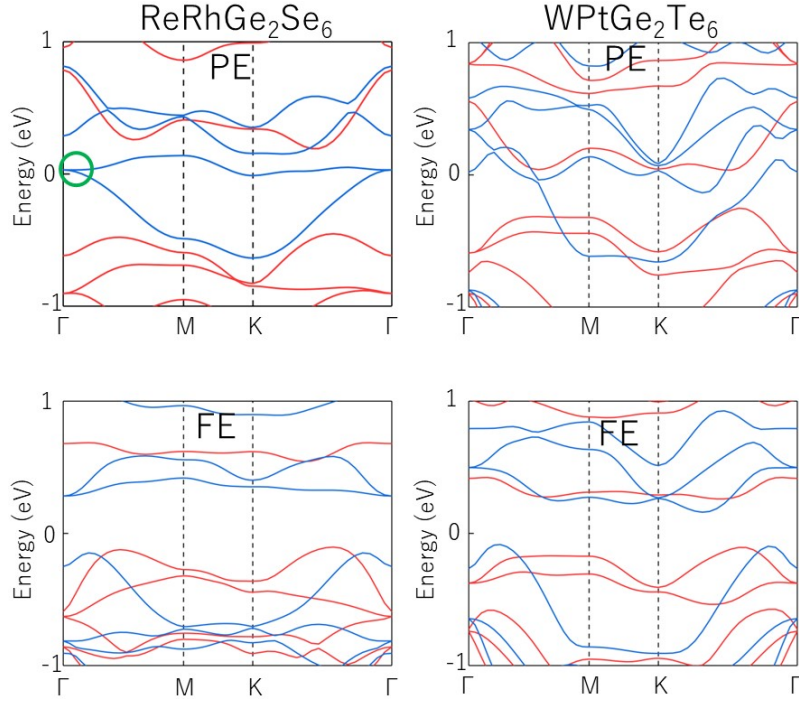 ReRhGe₂Se₆
WPtGe₂Te₆
1
PE
Energy (eV)
0
-1
Γ M K Γ
1
PE
Energy (eV)
0
-1
Γ M K Γ
1
FE
Energy (eV)
0
-1
Γ M K Γ
1
FE
Energy (eV)
0
-1
Γ M K Γ